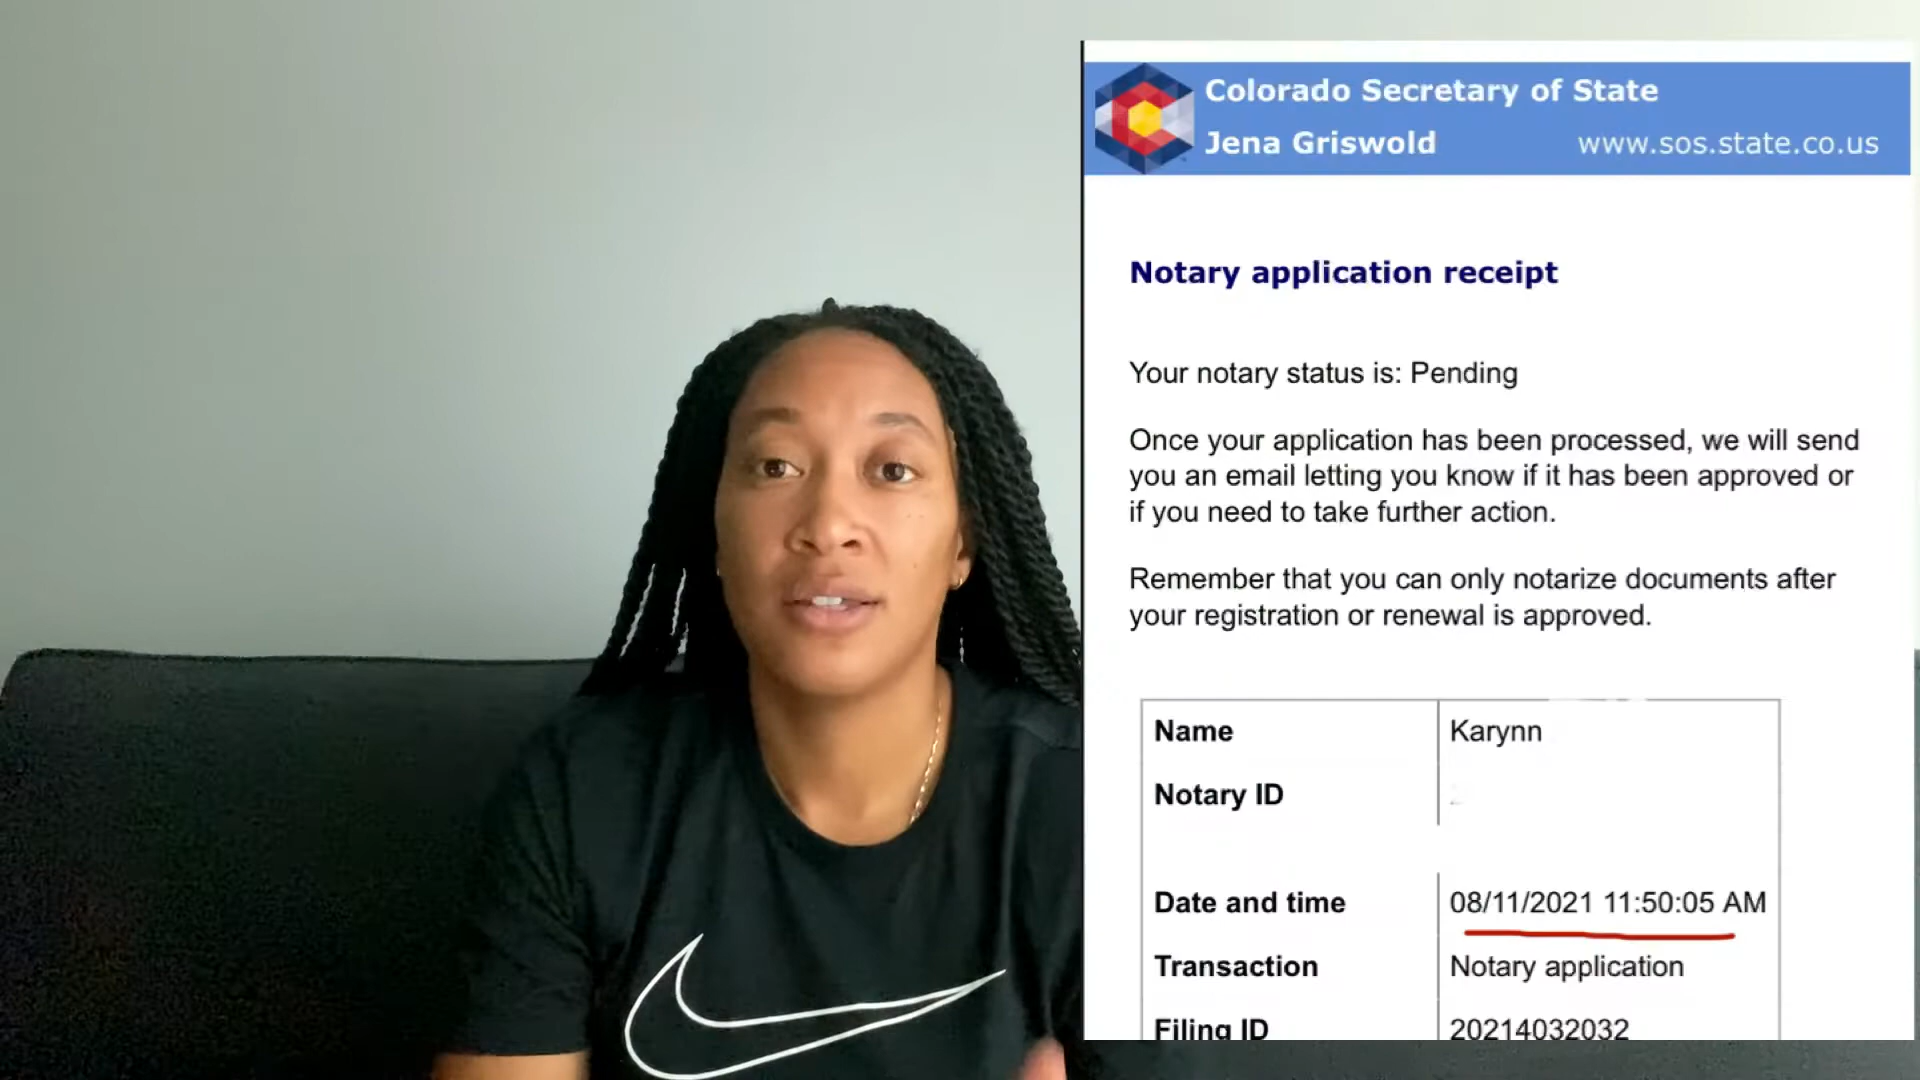 Colorado Secretary of State
Jena Griswold www.sos.state.co.us
Notary application receipt
Your notary status is: Pending
Once your application has been processed, we will send
you an email letting you know if it has been approved or
if you need to take further action.
Remember that you can only notarize documents after
your registration or renewal is approved.
Name Karynn
Notary ID
Date and time 08/11/2021 11:50:05 AM
Transaction Notary application
Filing ID 20214032032